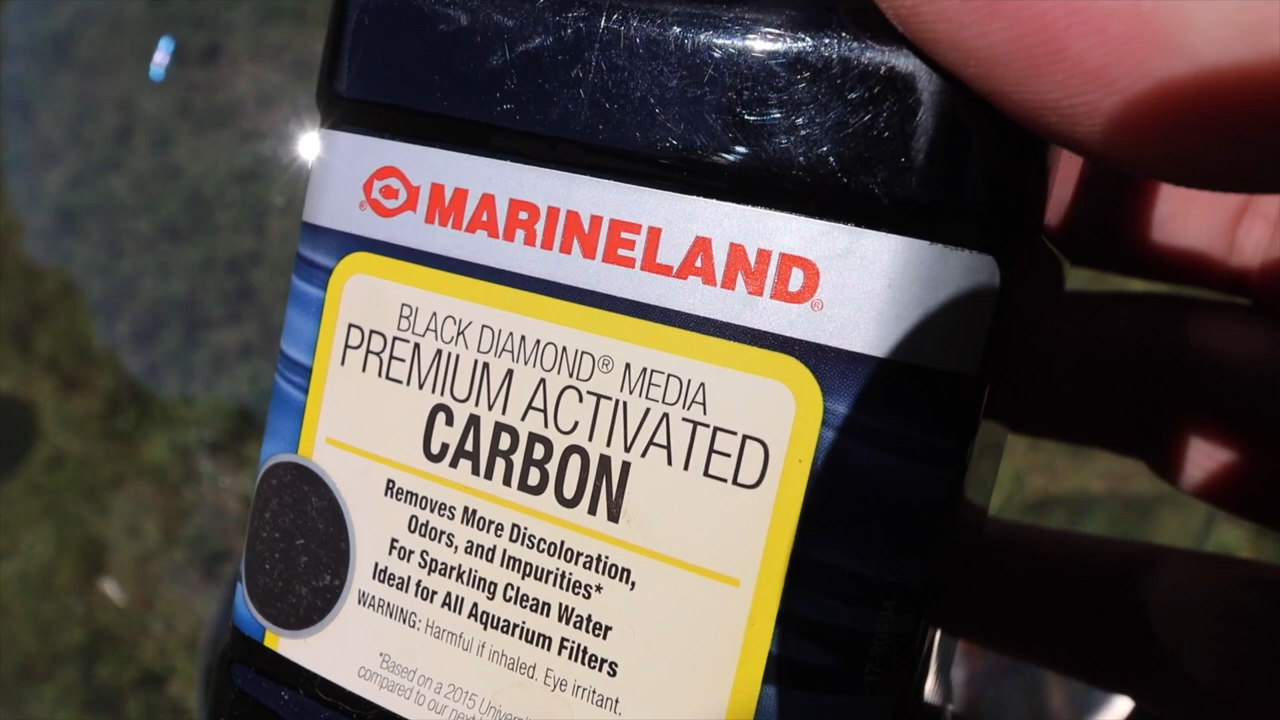 MARINELAND®
BLACK DIAMOND® MEDIA
PREMIUM ACTIVATED
CARBON
Removes More Discoloration,
Odors, and Impurities*
For Sparkling Clean Water
Ideal for All Aquarium Filters
WARNING: Harmful if inhaled. Eye irritant.
*Based on a 2015
compared to our next